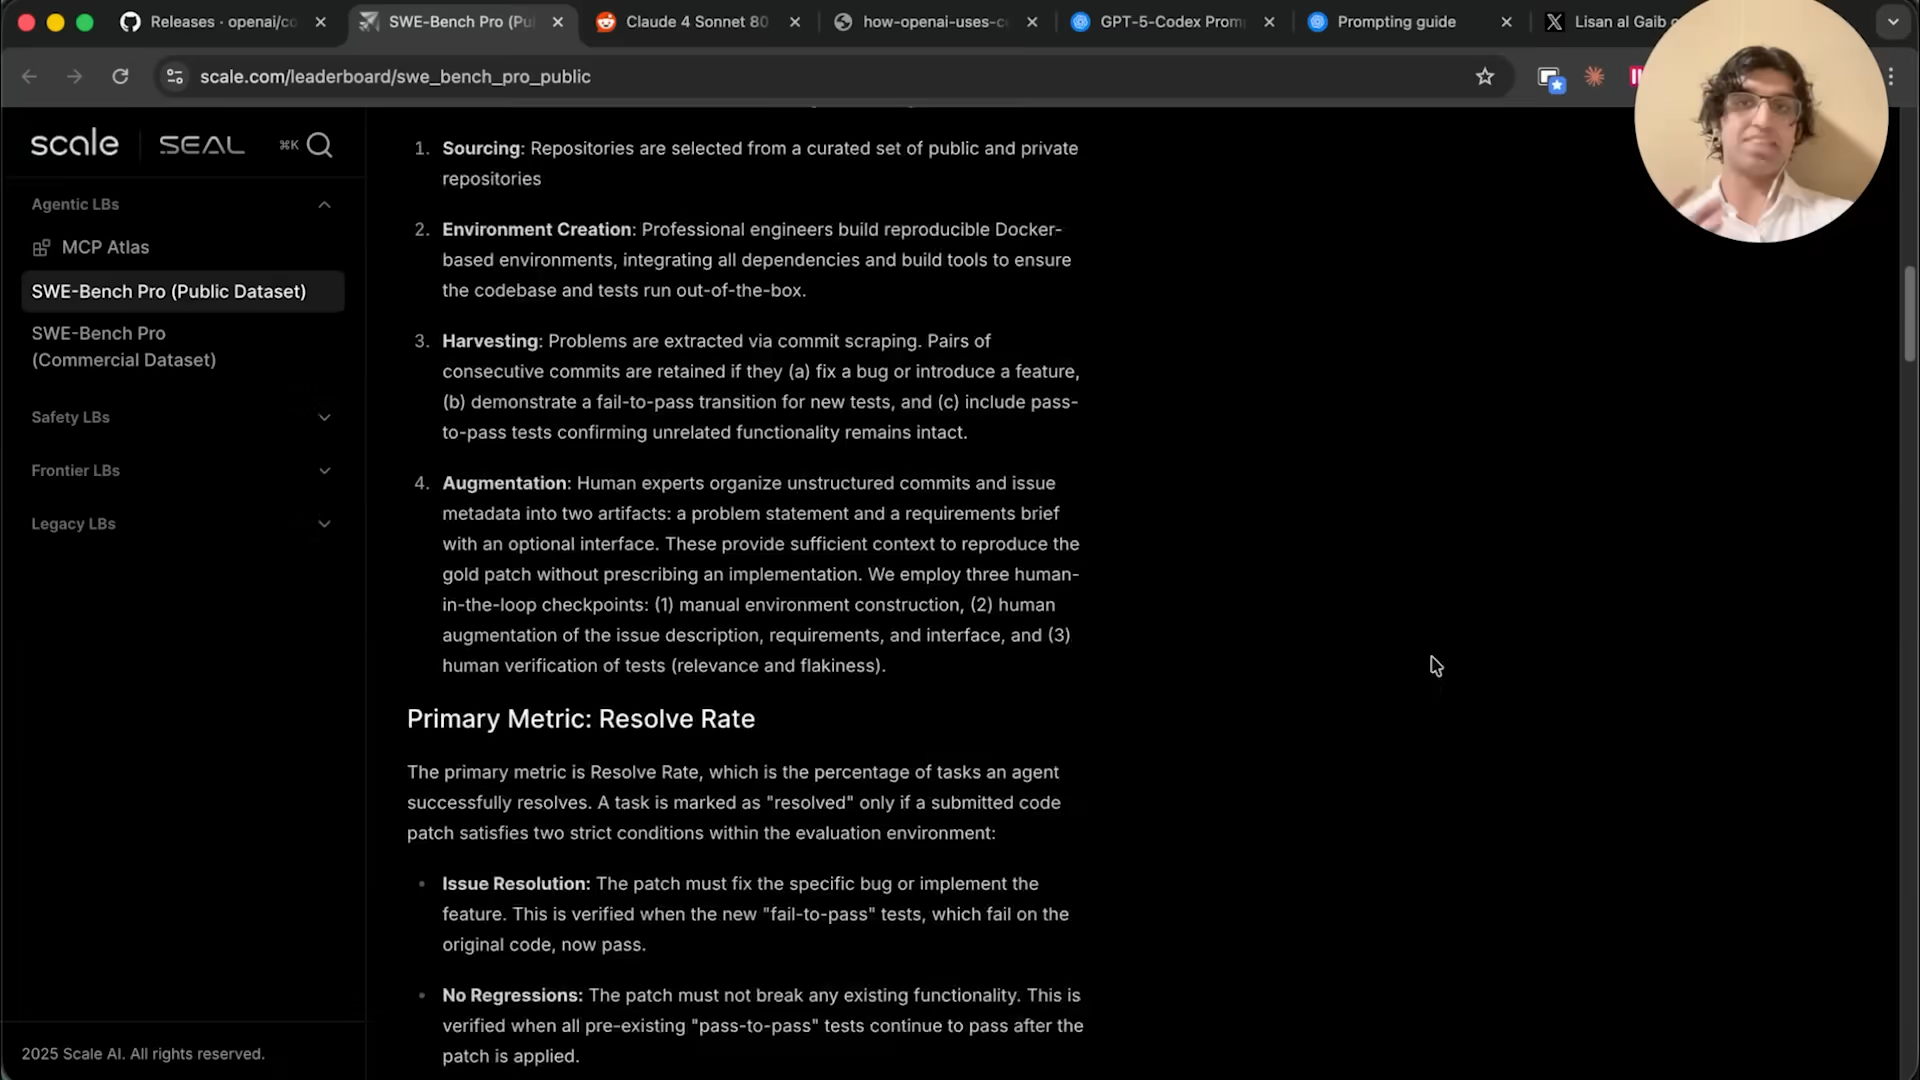 Releases · openai/co
SWE-Bench Pro (Pu
Claude 4 Sonnet 80
how-openai-uses-c
GPT-5-Codex Prom
Prompting guide
Lisan al Gaib
scale.com/leaderboard/swe_bench_pro_public
scale SEAL ⌘K
Agentic LBs
MCP Atlas
SWE-Bench Pro (Public Dataset)
SWE-Bench Pro
(Commercial Dataset)
Safety LBs
Frontier LBs
Legacy LBs
2025 Scale AI. All rights reserved.
1. Sourcing: Repositories are selected from a curated set of public and private
repositories
2. Environment Creation: Professional engineers build reproducible Docker-
based environments, integrating all dependencies and build tools to ensure
the codebase and tests run out-of-the-box.
3. Harvesting: Problems are extracted via commit scraping. Pairs of
consecutive commits are retained if they (a) fix a bug or introduce a feature,
(b) demonstrate a fail-to-pass transition for new tests, and (c) include pass-
to-pass tests confirming unrelated functionality remains intact.
4. Augmentation: Human experts organize unstructured commits and issue
metadata into two artifacts: a problem statement and a requirements brief
with an optional interface. These provide sufficient context to reproduce the
gold patch without prescribing an implementation. We employ three human-
in-the-loop checkpoints: (1) manual environment construction, (2) human
augmentation of the issue description, requirements, and interface, and (3)
human verification of tests (relevance and flakiness).
Primary Metric: Resolve Rate
The primary metric is Resolve Rate, which is the percentage of tasks an agent
successfully resolves. A task is marked as "resolved" only if a submitted code
patch satisfies two strict conditions within the evaluation environment:
• Issue Resolution: The patch must fix the specific bug or implement the
feature. This is verified when the new "fail-to-pass" tests, which fail on the
original code, now pass.
• No Regressions: The patch must not break any existing functionality. This is
verified when all pre-existing "pass-to-pass" tests continue to pass after the
patch is applied.